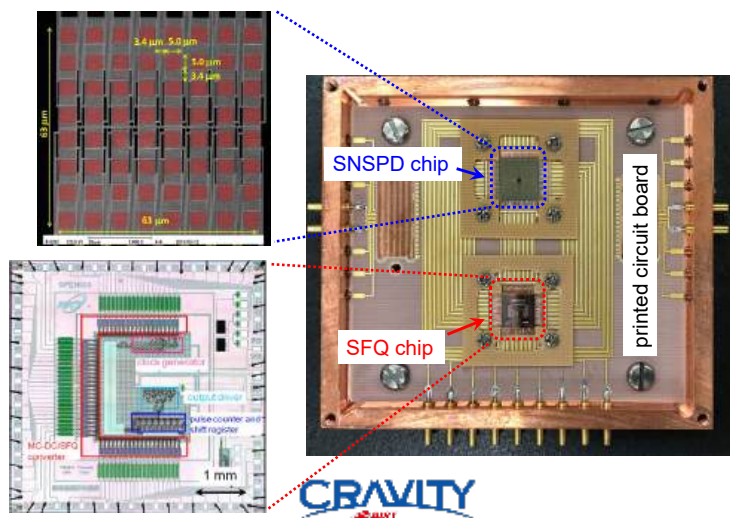 3.4 μm 5.0 μm
5.0 μm
3.4 μm
63 μm
63 μm
SNSPD chip
SFQ chip
printed circuit board
clock generator
output driver
pulse counter and
shift register
MC-DC/SFQ
converter
1 mm
CRAVITY